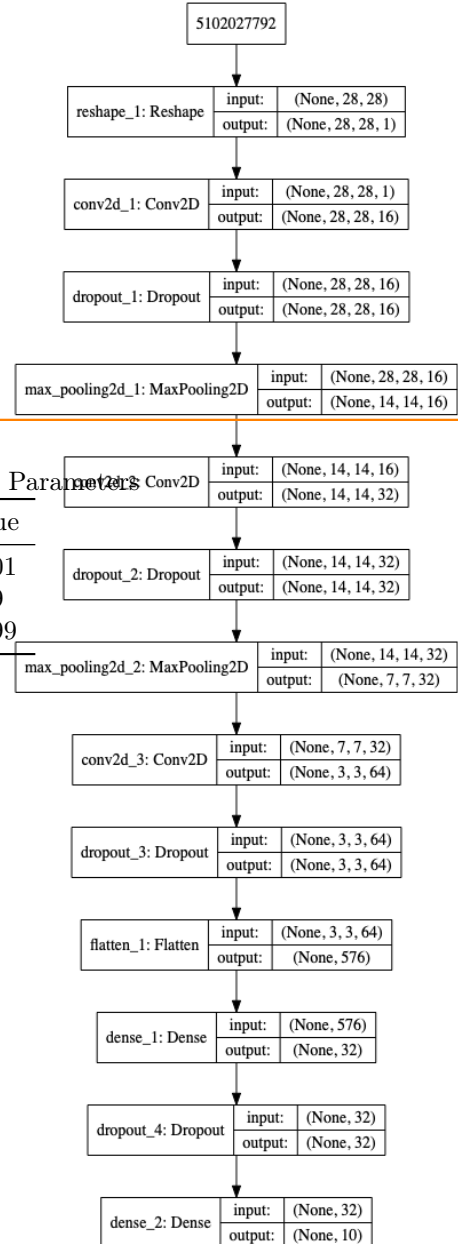 5102027792
reshape_1: Reshape input: (None, 28, 28)
output: (None, 28, 28, 1)
conv2d_1: Conv2D input: (None, 28, 28, 1)
output: (None, 28, 28, 16)
dropout_1: Dropout input: (None, 28, 28, 16)
output: (None, 28, 28, 16)
max_pooling2d_1: MaxPooling2D input: (None, 28, 28, 16)
output: (None, 14, 14, 16)
Parameters
Conv2D input: (None, 14, 14, 16)
output: (None, 14, 14, 32)
ue
01
9
99
dropout_2: Dropout input: (None, 14, 14, 32)
output: (None, 14, 14, 32)
max_pooling2d_2: MaxPooling2D input: (None, 14, 14, 32)
output: (None, 7, 7, 32)
conv2d_3: Conv2D input: (None, 7, 7, 32)
output: (None, 3, 3, 64)
dropout_3: Dropout input: (None, 3, 3, 64)
output: (None, 3, 3, 64)
flatten_1: Flatten input: (None, 3, 3, 64)
output: (None, 576)
dense_1: Dense input: (None, 576)
output: (None, 32)
dropout_4: Dropout input: (None, 32)
output: (None, 32)
dense_2: Dense input: (None, 32)
output: (None, 10)